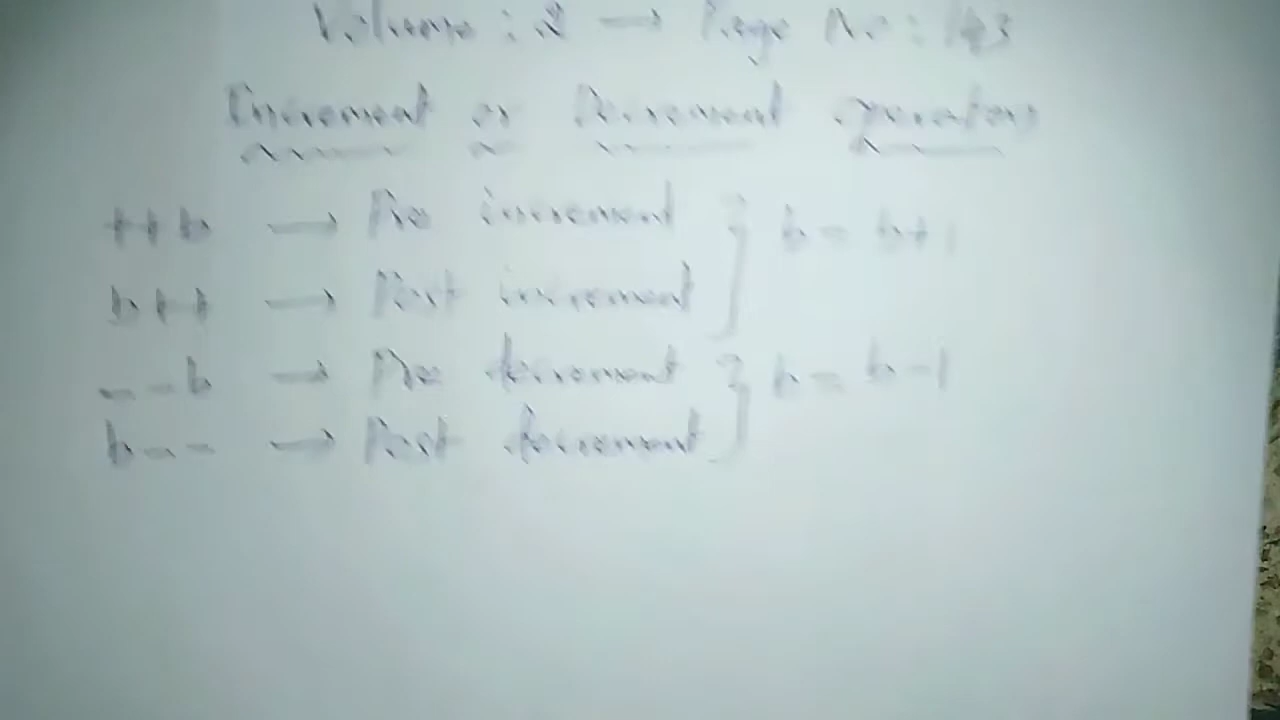 Volume : 2 → Page No : 143
Increment or Decrement operators
++b → Pre increment } b = b+1
b++ → Post increment
--b → Pre decrement } b = b-1
b-- → Post decrement